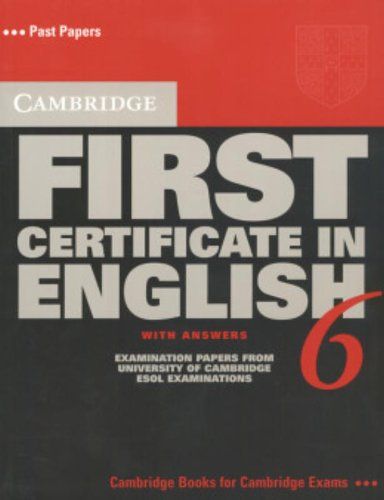 ••• Past Papers
CAMBRIDGE
FIRST
CERTIFICATE IN
ENGLISH
6
WITH ANSWERS
EXAMINATION PAPERS FROM
UNIVERSITY OF CAMBRIDGE
ESOL EXAMINATIONS
Cambridge Books for Cambridge Exams •••